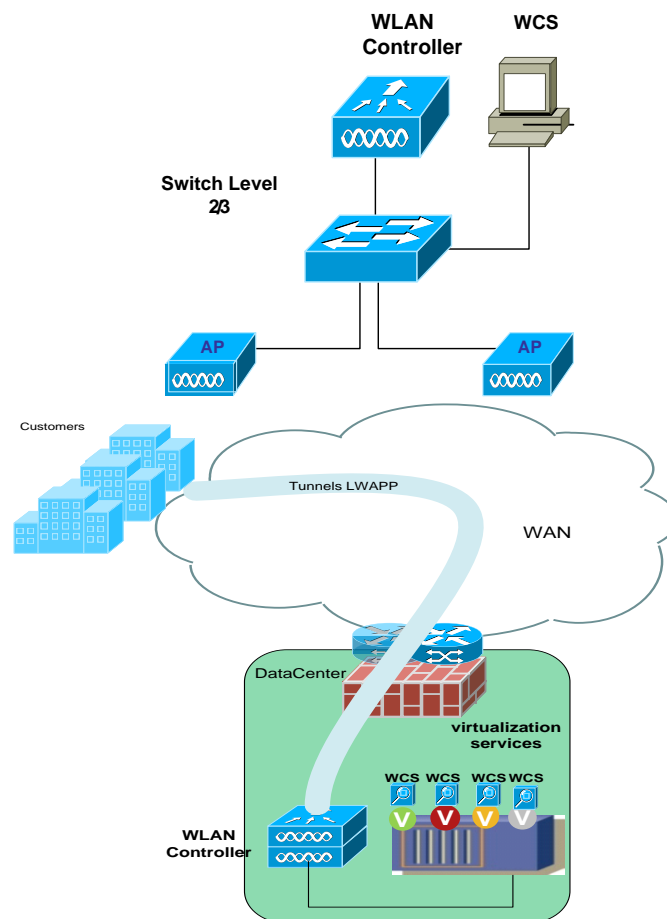 WLAN
Controller
WCS
Switch Level
2/3
AP
AP
Customers
Tunnels LWAPP
WAN
DataCenter
virtualization
services
WCS
WCS
WCS
WCS
V
V
V
V
WLAN
Controller